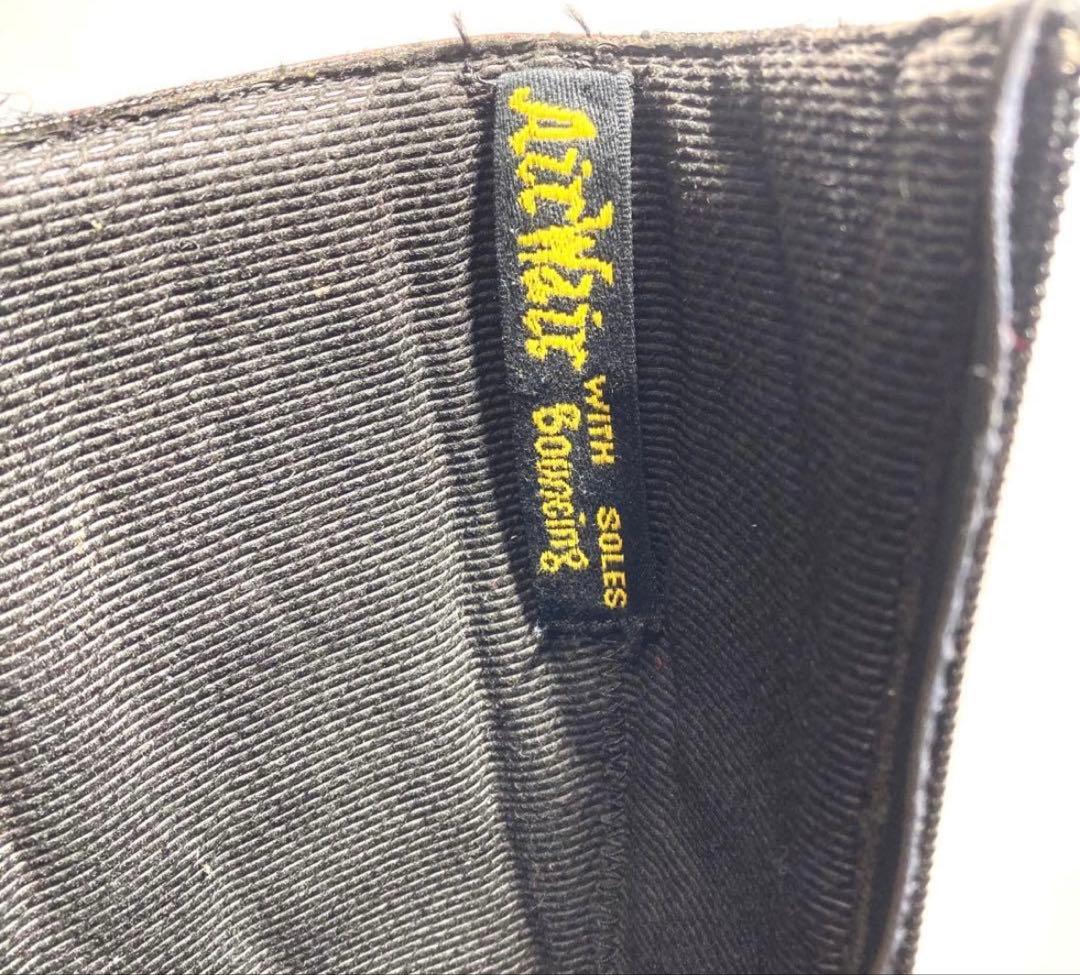 AirWair
WITH
Bouncing
SOLES